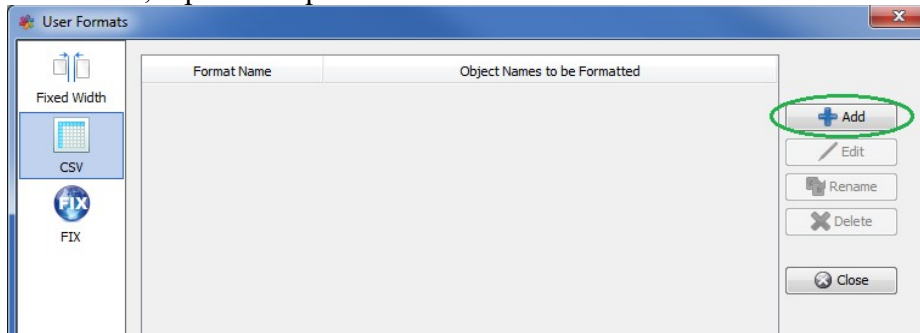 User Formats
Fixed Width
CSV
FIX
FIX
Format Name
Object Names to be Formatted
Add
Edit
Rename
Delete
Close